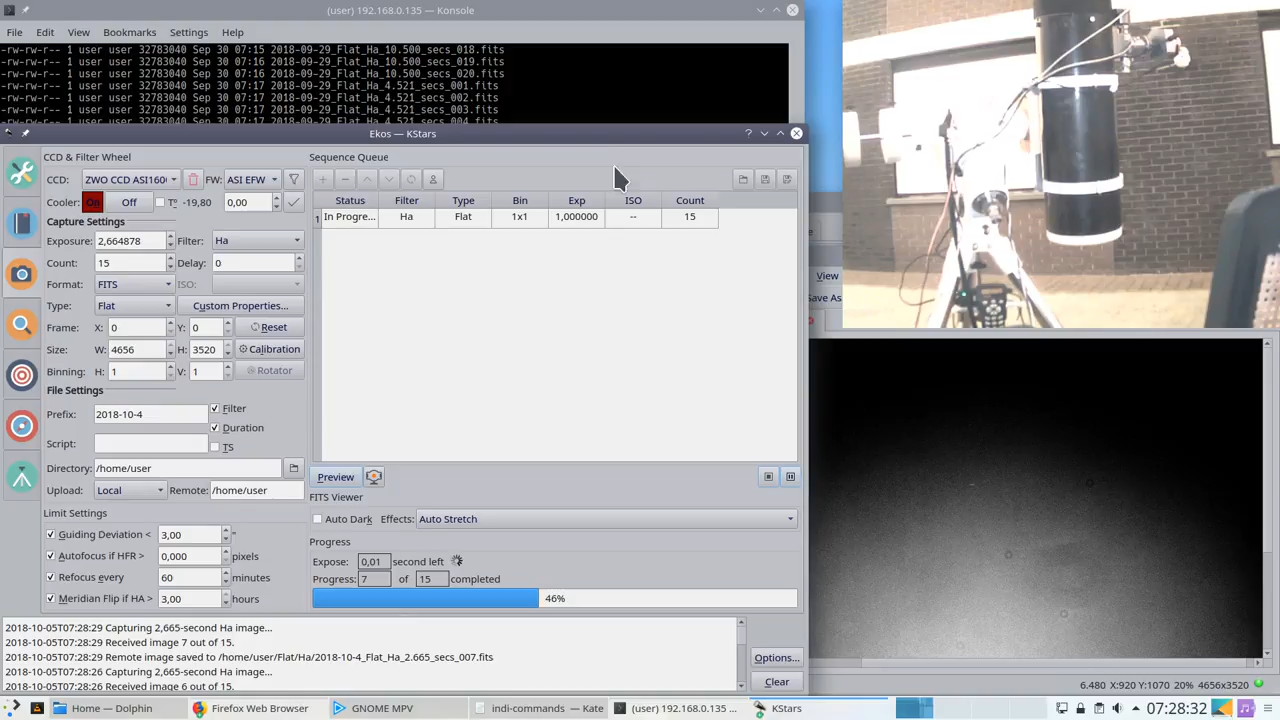 (user) 192.168.0.135 — Konsole
File Edit View Bookmarks Settings Help
-rw-rw-r-- 1 user user 32783040 Sep 30 07:15 2018-09-29_Flat_Ha_10.500_secs_018.fits
-rw-rw-r-- 1 user user 32783040 Sep 30 07:16 2018-09-29_Flat_Ha_10.500_secs_019.fits
-rw-rw-r-- 1 user user 32783040 Sep 30 07:16 2018-09-29_Flat_Ha_10.500_secs_020.fits
-rw-rw-r-- 1 user user 32783040 Sep 30 07:17 2018-09-29_Flat_Ha_4.521_secs_001.fits
-rw-rw-r-- 1 user user 32783040 Sep 30 07:17 2018-09-29_Flat_Ha_4.521_secs_002.fits
-rw-rw-r-- 1 user user 32783040 Sep 30 07:17 2018-09-29_Flat_Ha_4.521_secs_003.fits
-rw-rw-r-- 1 user user 32783040 Sep 30 07:17 2018-09-29_Flat_Ha_4.521_secs_004.fits
Ekos — KStars
CCD & Filter Wheel
CCD: ZWO CCD ASI160 FW: ASI EFW
Cooler: On Off T° -19,80 0,00
Capture Settings
Exposure: 2,664878 Filter: Ha
Count: 15 Delay: 0
Format: FITS ISO:
Type: Flat Custom Properties...
Frame: X: 0 Y: 0 Reset
Size: W: 4656 H: 3520 Calibration
Binning: H: 1 V: 1 Rotator
File Settings
Prefix: 2018-10-4 Filter
Duration
Script: TS
Directory: /home/user
Upload: Local Remote: /home/user
Limit Settings
Guiding Deviation < 3,00 "
Autofocus if HFR > 0,000 pixels
Refocus every 60 minutes
Meridian Flip if HA > 3,00 hours
Sequence Queue
Status Filter Type Bin Exp ISO Count
1 In Progre... Ha Flat 1x1 1,000000 -- 15
Preview
FITS Viewer
Auto Dark Effects: Auto Stretch
Progress
Expose: 0,01 second left
Progress: 7 of 15 completed
46%
2018-10-05T07:28:29 Capturing 2,665-second Ha image...
2018-10-05T07:28:29 Received image 7 out of 15.
2018-10-05T07:28:29 Remote image saved to /home/user/Flat/Ha/2018-10-4_Flat_Ha_2.665_secs_007.fits
2018-10-05T07:28:26 Capturing 2,665-second Ha image...
2018-10-05T07:28:26 Received image 6 out of 15.
Options...
Clear
View
Save As
6.480 X:920 Y:1070 20% 4656x3520
Home — Dolphin Firefox Web Browser GNOME MPV indi-commands — Kate (user) 192.168.0.135 ... KStars 07:28:32